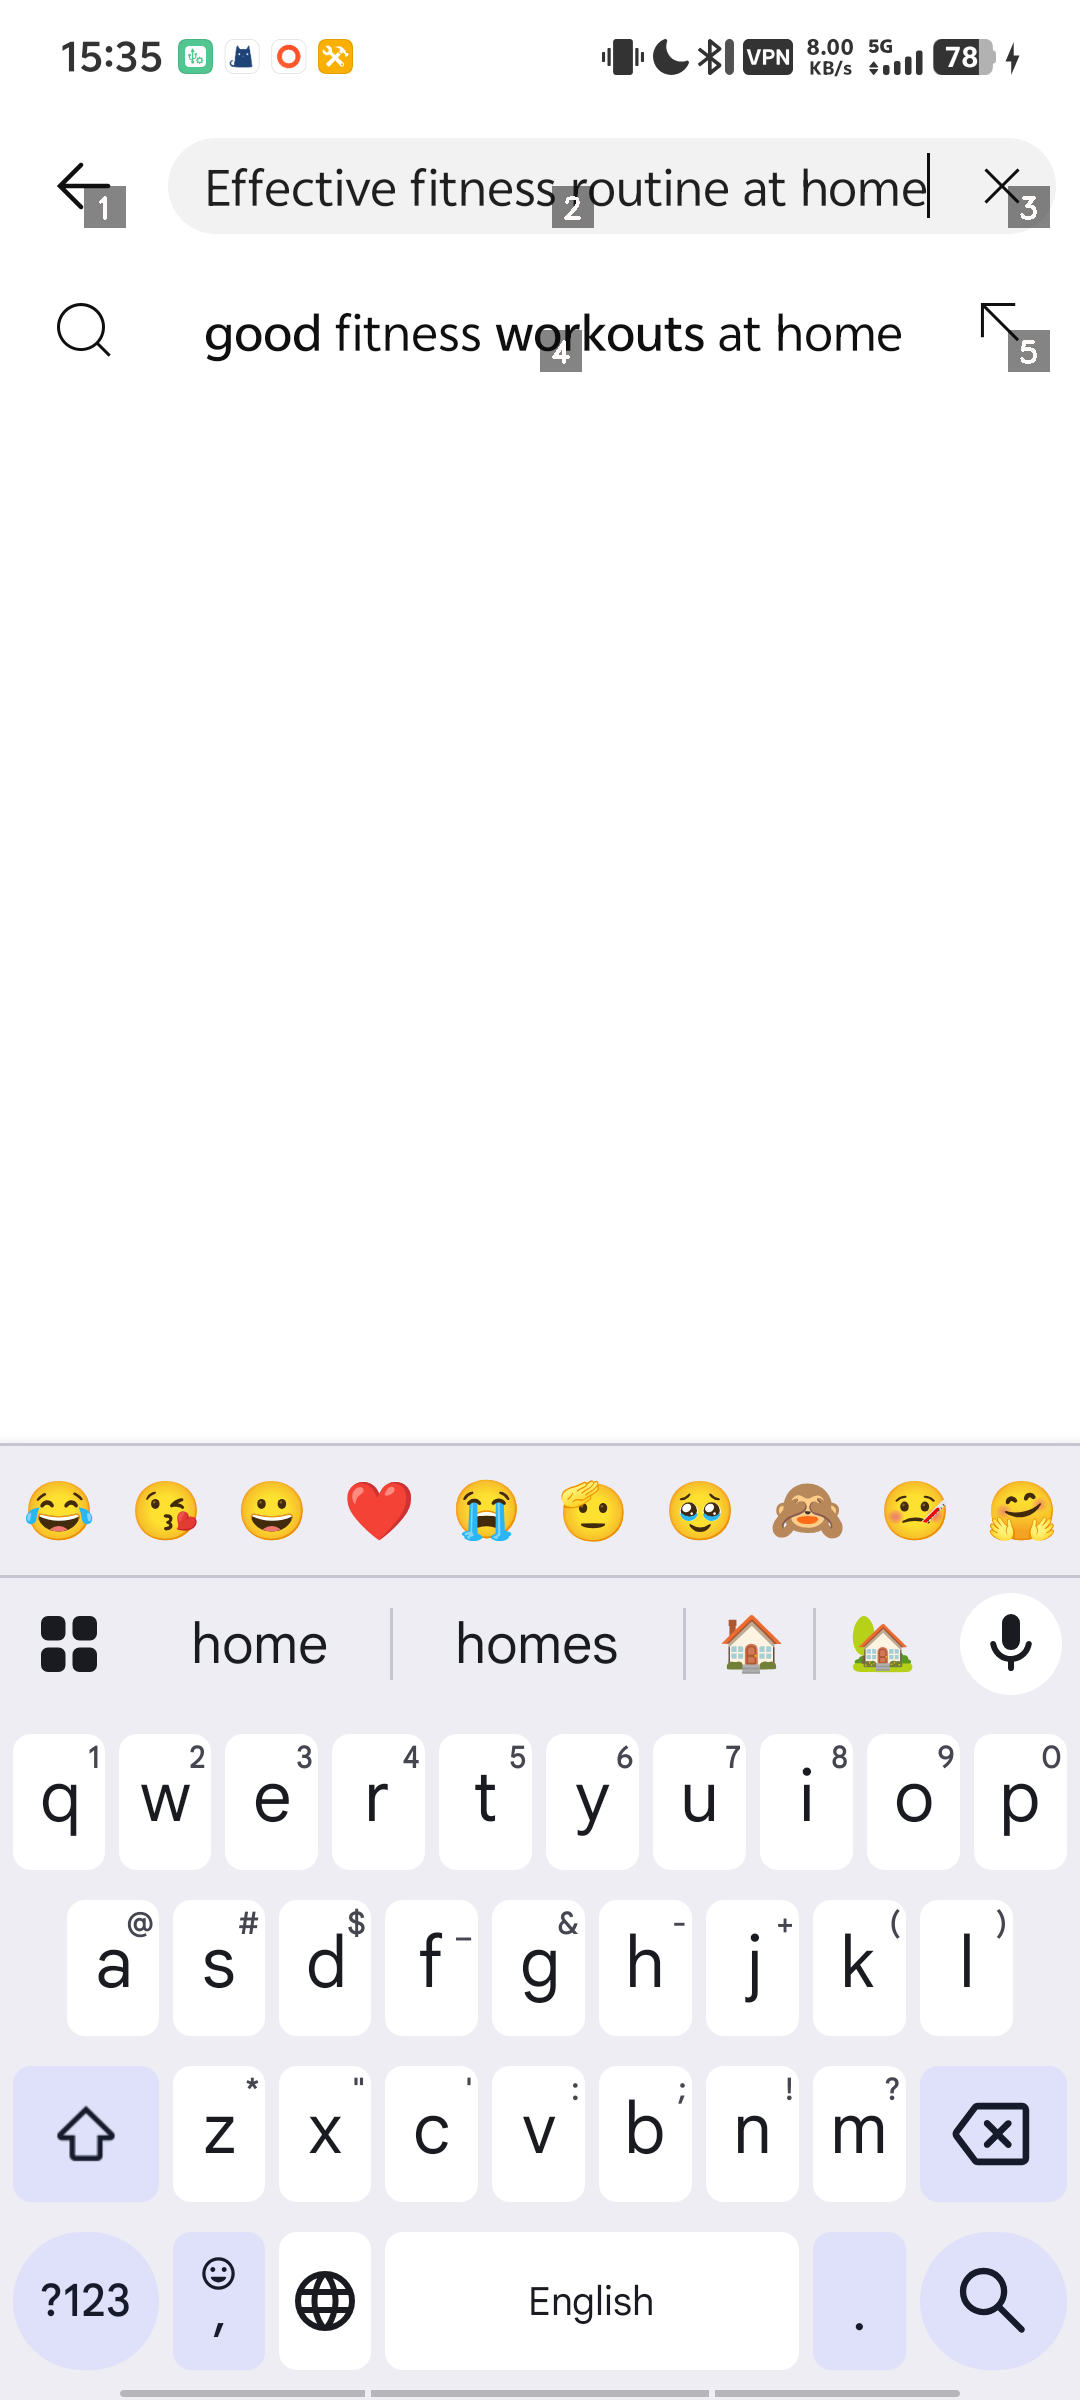 15:35 VPN 8.00 KB/s 5G 78
Effective fitness routine at home
1 2 3
good fitness workouts at home
4 5
home homes
1 2 3 4 5 6 7 8 9 0
q w e r t y u i o p
@ # $ _ & - + ( )
a s d f g h j k l
* " ' : ; ! ?
z x c v b n m
?123 , English .